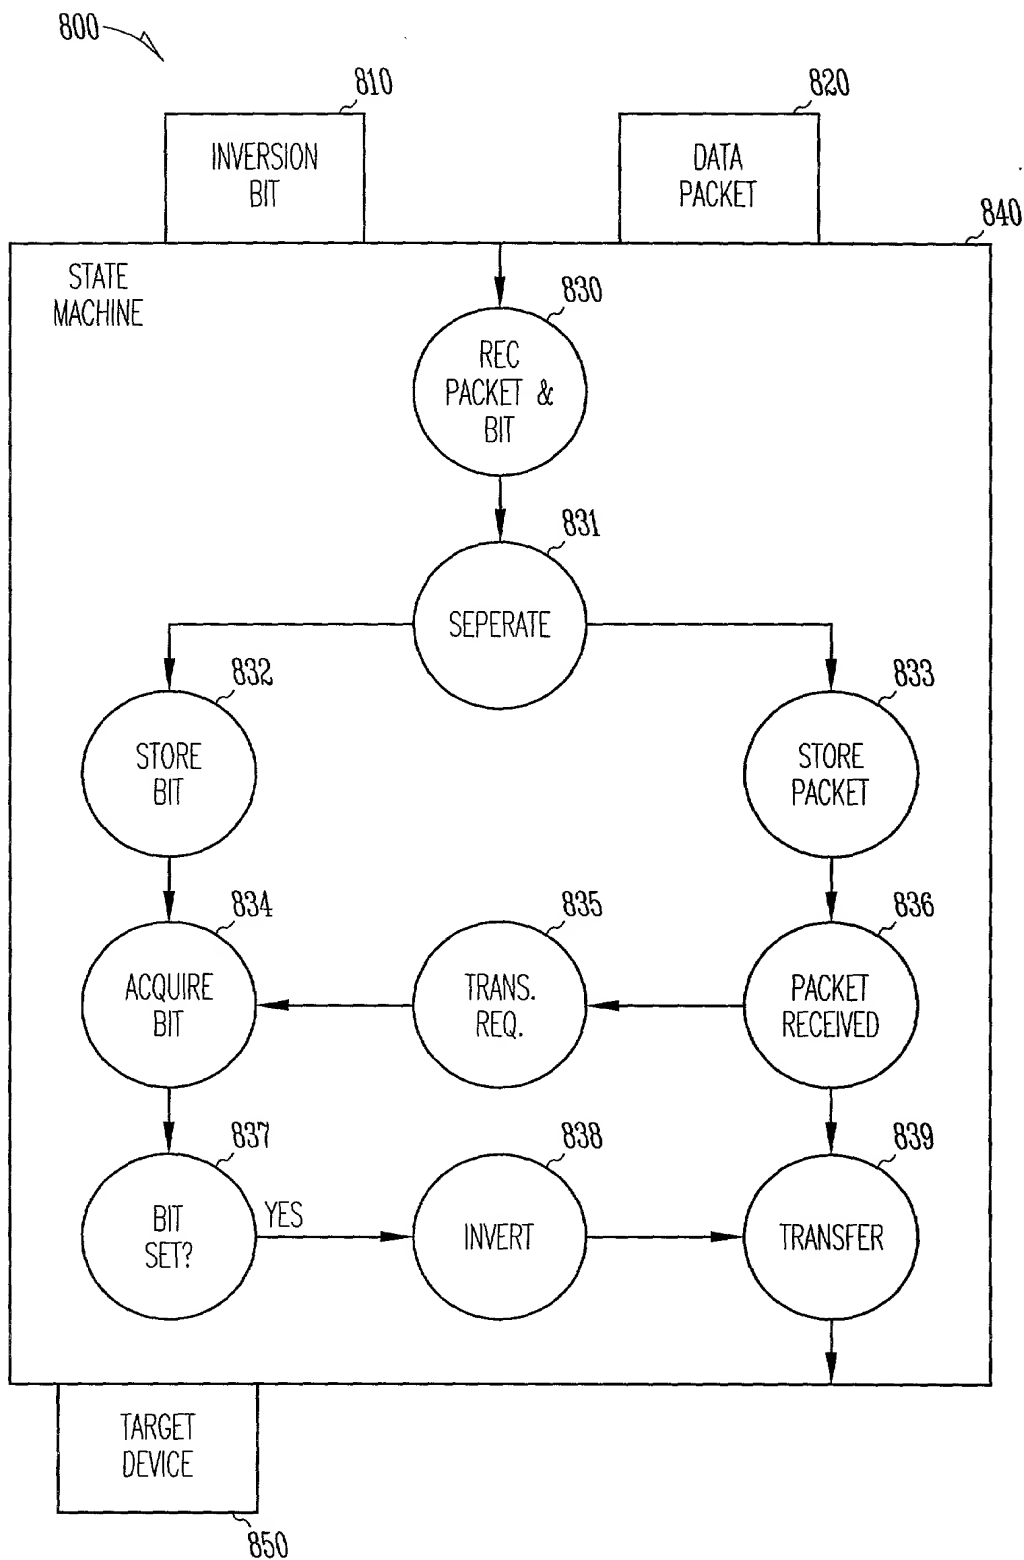 800
810
820
INVERSION
BIT
DATA
PACKET
840
STATE
MACHINE
830
REC
PACKET &
BIT
831
SEPERATE
832
833
STORE
BIT
STORE
PACKET
834
835
836
ACQUIRE
BIT
TRANS.
REQ.
PACKET
RECEIVED
837
838
839
BIT
SET?
YES
INVERT
TRANSFER
TARGET
DEVICE
850